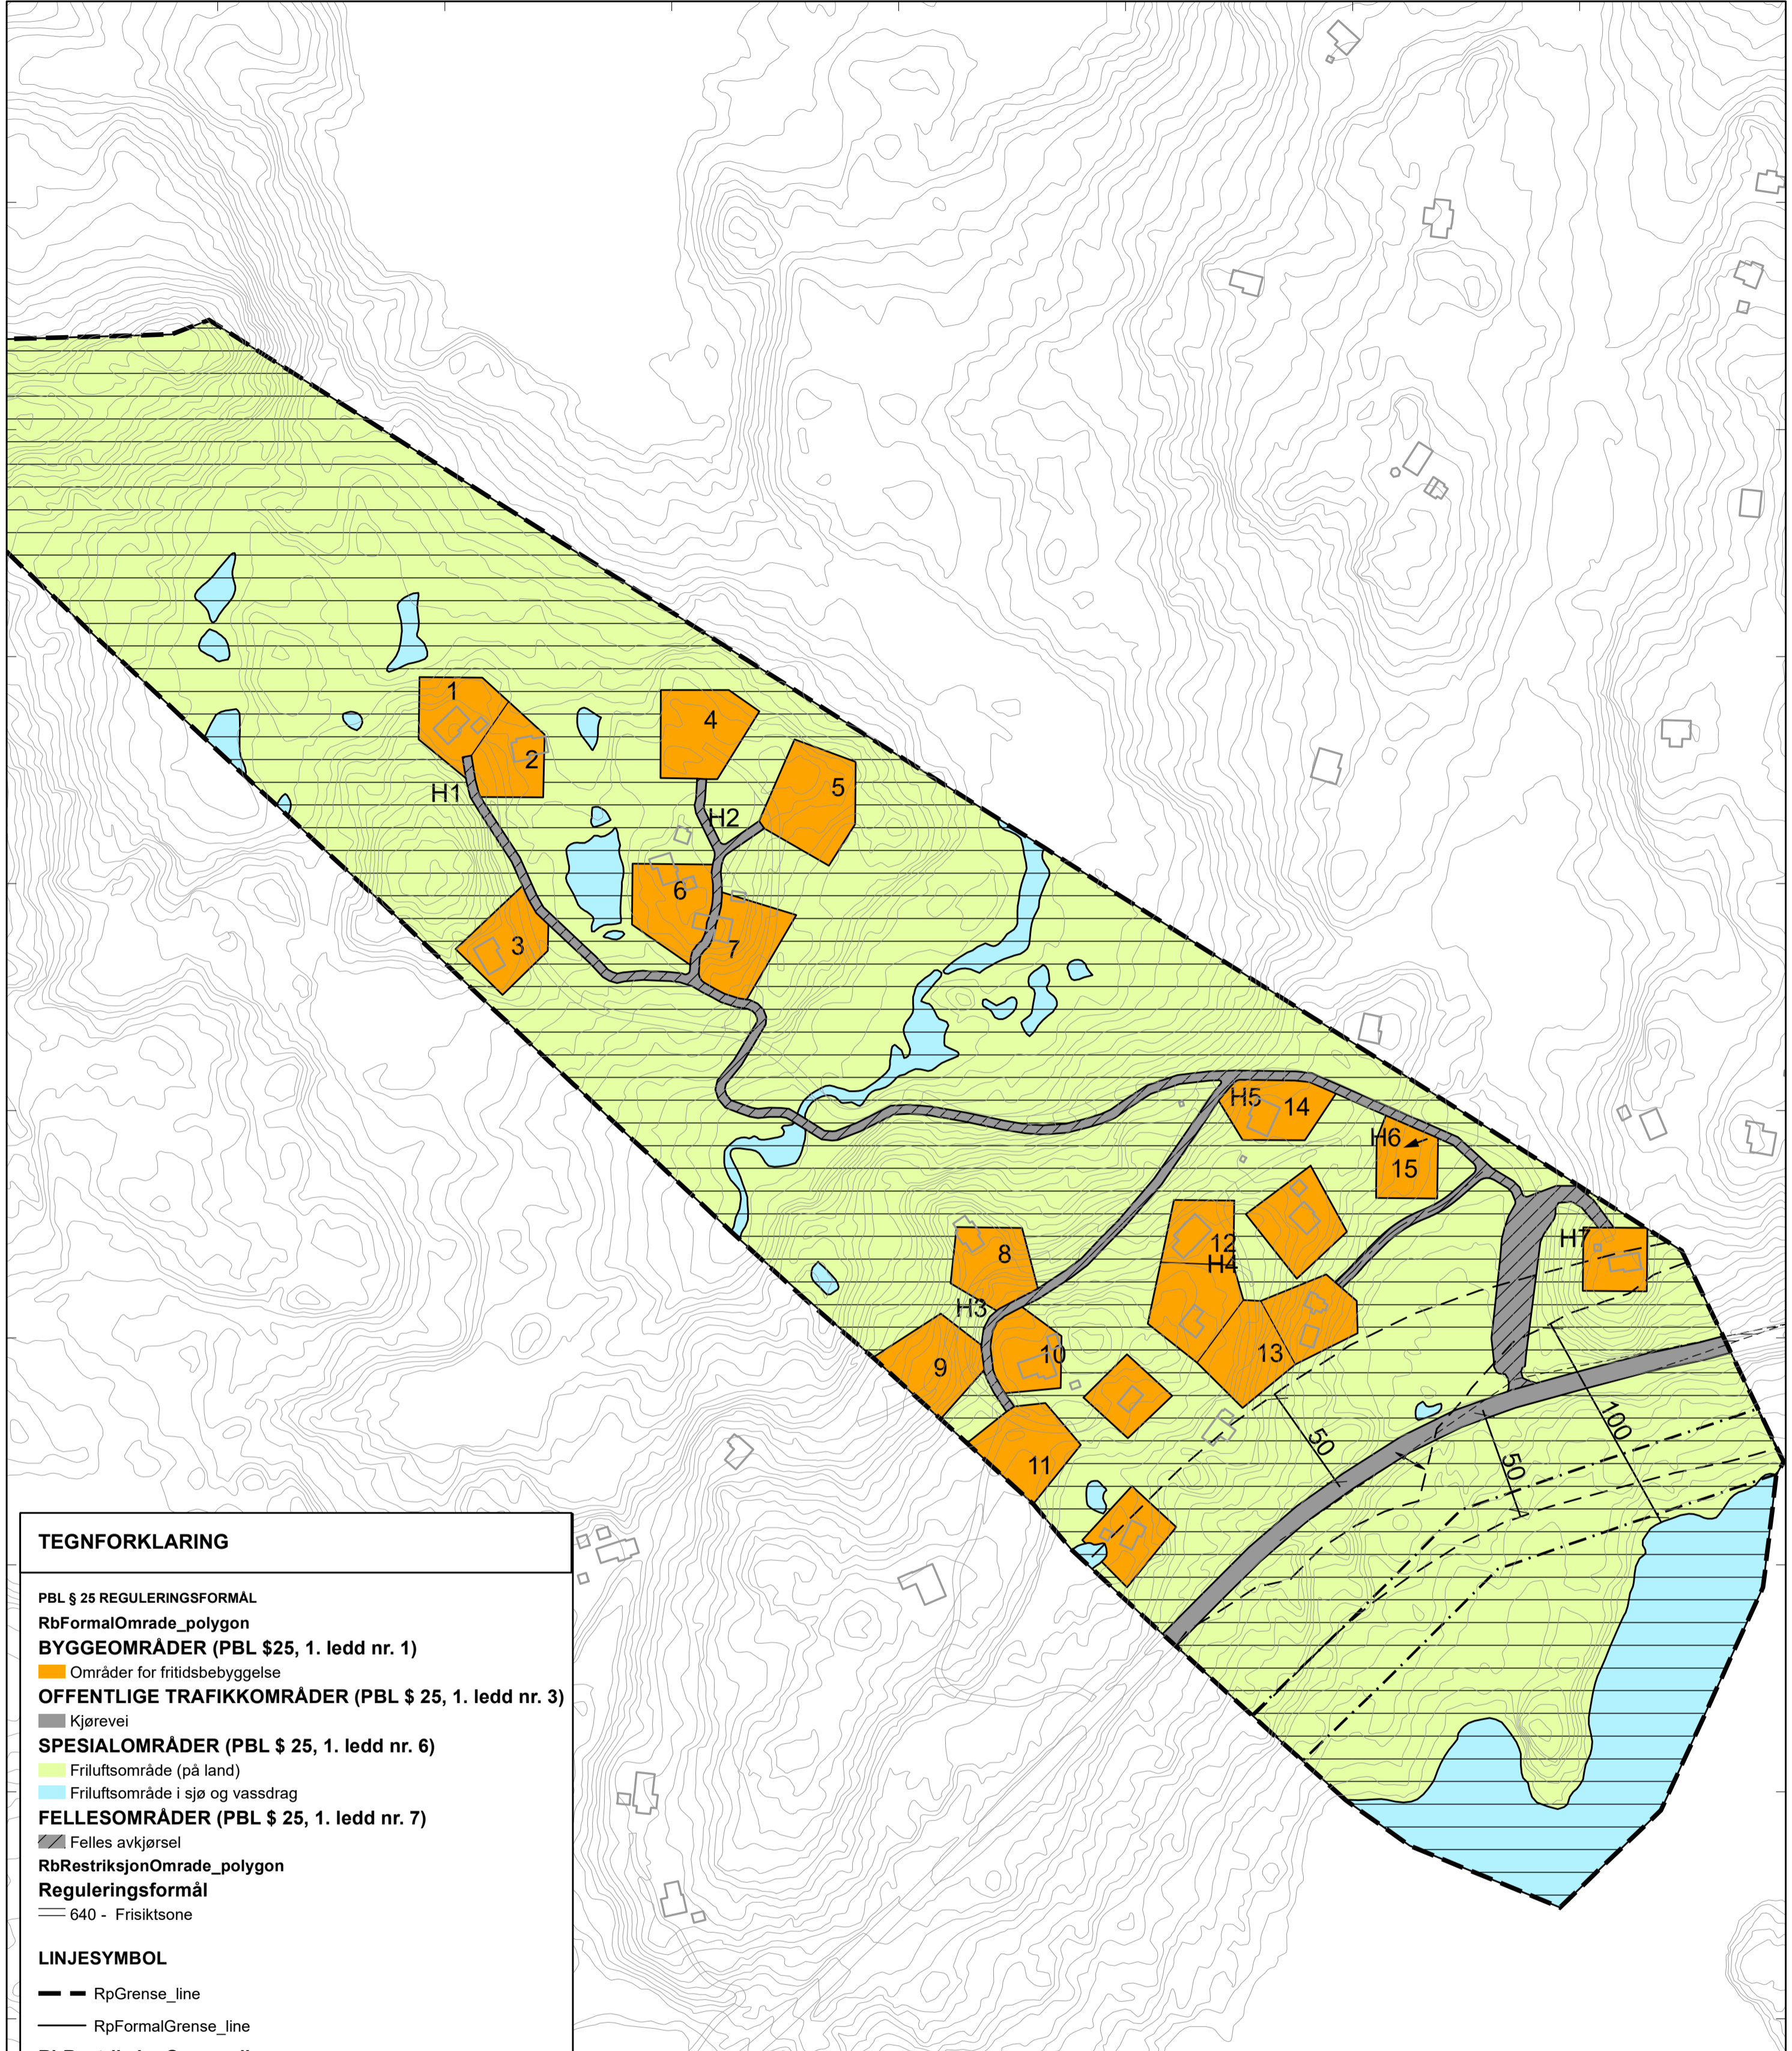 1
2
H1
4
5
H2
6
7
3
H5
14
H6
15
8
12
H4
H7
H3
10
9
13
11
50
50
100
TEGNFORKLARING
PBL § 25 REGULERINGSFORMÅL
RbFormalOmrade_polygon
BYGGEOMRÅDER (PBL $25, 1. ledd nr. 1)
Områder for fritidsbebyggelse
OFFENTLIGE TRAFIKKOMRÅDER (PBL $ 25, 1. ledd nr. 3)
Kjørevei
SPESIALOMRÅDER (PBL $ 25, 1. ledd nr. 6)
Friluftsområde (på land)
Friluftsområde i sjø og vassdrag
FELLESOMRÅDER (PBL $ 25, 1. ledd nr. 7)
Felles avkjørsel
RbRestriksjonOmrade_polygon
Reguleringsformål
640 - Frisiktsone
LINJESYMBOL
RpGrense_line
RpFormalGrense_line